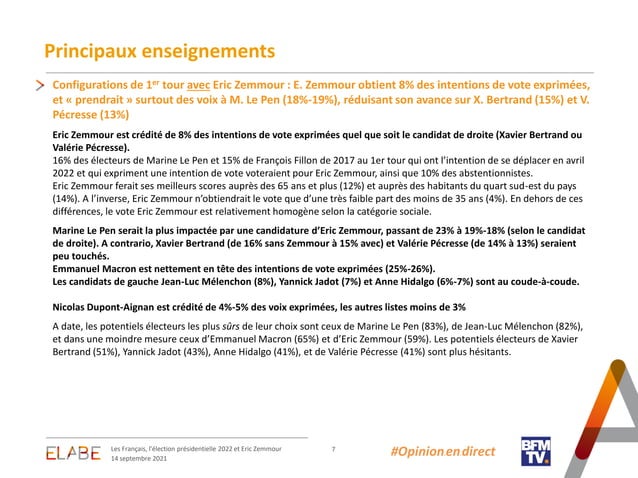 Principaux enseignements
Configurations de 1er tour avec Eric Zemmour : E. Zemmour obtient 8% des intentions de vote exprimées,
et « prendrait » surtout des voix à M. Le Pen (18%-19%), réduisant son avance sur X. Bertrand (15%) et V.
Pécresse (13%)
Eric Zemmour est crédité de 8% des intentions de vote exprimées quel que soit le candidat de droite (Xavier Bertrand ou
Valérie Pécresse).
16% des électeurs de Marine Le Pen et 15% de François Fillon de 2017 au 1er tour qui ont l'intention de se déplacer en avril
2022 et qui expriment une intention de vote voteraient pour Eric Zemmour, ainsi que 10% des abstentionnistes.
Eric Zemmour ferait ses meilleurs scores auprès des 65 ans et plus (12%) et auprès des habitants du quart sud-est du pays
(14%). A l'inverse, Eric Zemmour n'obtiendrait le vote que d'une très faible part des moins de 35 ans (4%). En dehors de ces
différences, le vote Eric Zemmour est relativement homogène selon la catégorie sociale.
Marine Le Pen serait la plus impactée par une candidature d'Eric Zemmour, passant de 23% à 19%-18% (selon le candidat
de droite). A contrario, Xavier Bertrand (de 16% sans Zemmour à 15% avec) et Valérie Pécresse (de 14% à 13%) seraient
peu touchés.
Emmanuel Macron est nettement en tête des intentions de vote exprimées (25%-26%).
Les candidats de gauche Jean-Luc Mélenchon (8%), Yannick Jadot (7%) et Anne Hidalgo (6%-7%) sont au coude-à-coude.
Nicolas Dupont-Aignan est crédité de 4%-5% des voix exprimées, les autres listes moins de 3%
A date, les potentiels électeurs les plus sûrs de leur choix sont ceux de Marine Le Pen (83%), de Jean-Luc Mélenchon (82%),
et dans une moindre mesure ceux d'Emmanuel Macron (65%) et d'Eric Zemmour (59%). Les potentiels électeurs de Xavier
Bertrand (51%), Yannick Jadot (43%), Anne Hidalgo (41%), et de Valérie Pécresse (41%) sont plus hésitants.
ELABE
Les Français, l'élection présidentielle 2022 et Eric Zemmour
14 septembre 2021
7
#Opinionendirect
BFM
TV.